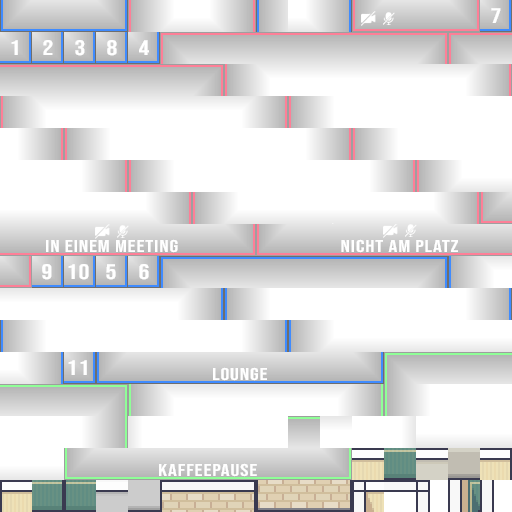 7
1 2 3 8 4
IN EINEM MEETING NICHT AM PLATZ
9 10 5 6
11 LOUNGE
KAFFEEPAUSE